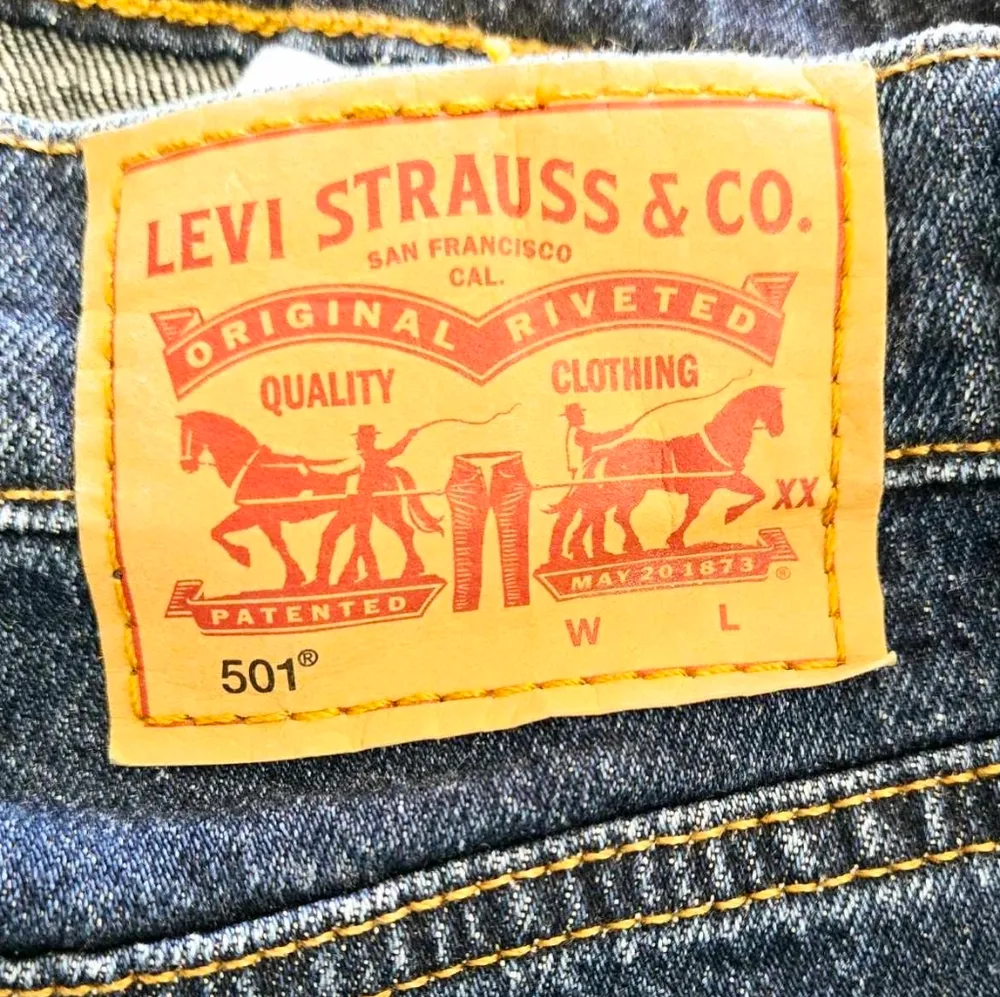 LEVI STRAUSS & CO.
SAN FRANCISCO
CAL.
ORIGINAL RIVETED
QUALITY CLOTHING
XX
PATENTED MAY 20 1873 ®
W L
501®